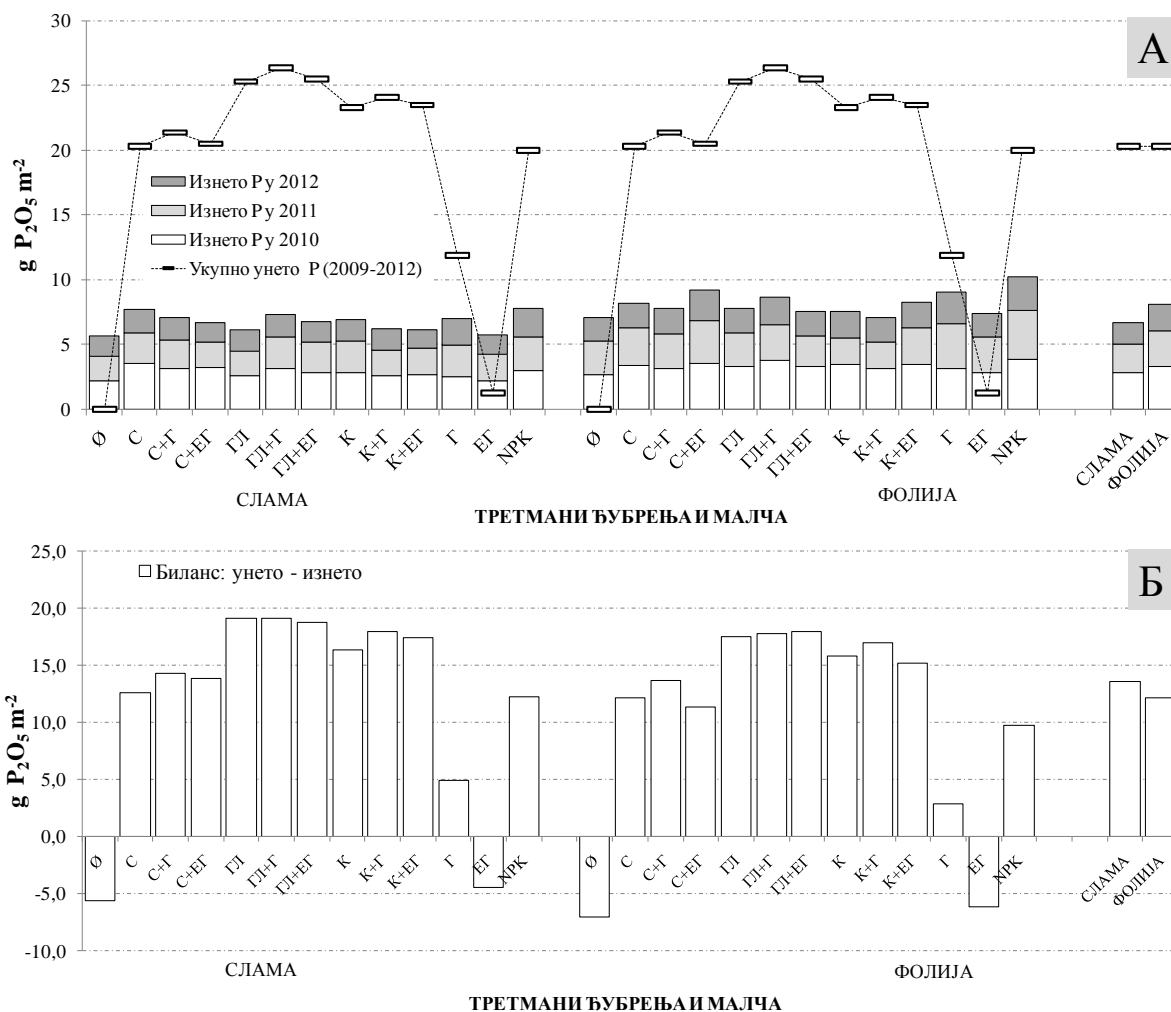 А
30
25
20
15
10
5
0
g P₂O₅ m⁻²
Изнето P у 2012
Изнето P у 2011
Изнето P у 2010
Укупно унето P (2009-2012)
Ø С С+Г С+ЕГ ГЛ ГЛ+Г ГЛ+ЕГ К К+Г К+ЕГ Г ЕГ NPK Ø С С+Г С+ЕГ ГЛ ГЛ+Г ГЛ+ЕГ К К+Г К+ЕГ Г ЕГ NPK СЛАМА ФОЛИЈА
СЛАМА ФОЛИЈА
ТРЕТМАНИ ЂУБРЕЊА И МАЛЧА
Б
25,0
20,0
15,0
10,0
5,0
0,0
-5,0
-10,0
g P₂O₅ m⁻²
Биланс: унето - изнето
Ø С С+Г С+ЕГ ГЛ ГЛ+Г ГЛ+ЕГ К К+Г К+ЕГ Г ЕГ NPK Ø С С+Г С+ЕГ ГЛ ГЛ+Г ГЛ+ЕГ К К+Г К+ЕГ Г ЕГ NPK СЛАМА ФОЛИЈА
СЛАМА ФОЛИЈА
ТРЕТМАНИ ЂУБРЕЊА И МАЛЧА